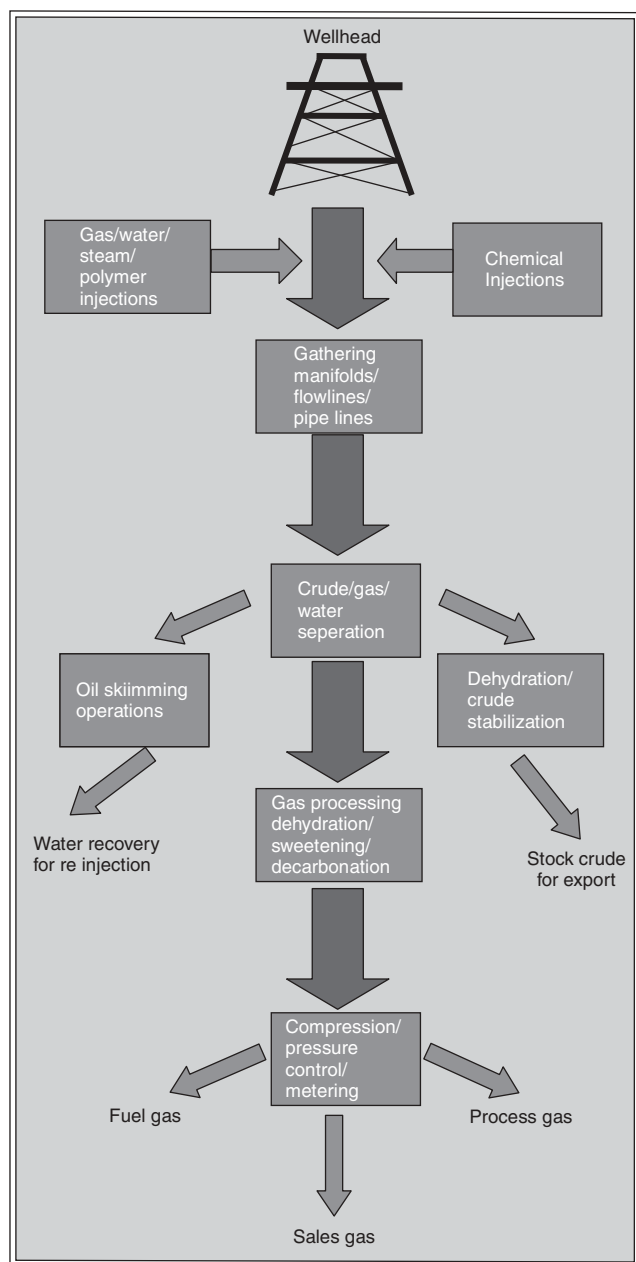 Wellhead
Gas/water/
steam/
polymer
injections
Chemical
Injections
Gathering
manifolds/
flowlines/
pipe lines
Crude/gas/
water
seperation
Oil skiimming
operations
Dehydration/
crude
stabilization
Water recovery
for re injection
Gas processing
dehydration/
sweetening/
decarbonation
Stock crude
for export
Compression/
pressure
control/
metering
Fuel gas
Process gas
Sales gas